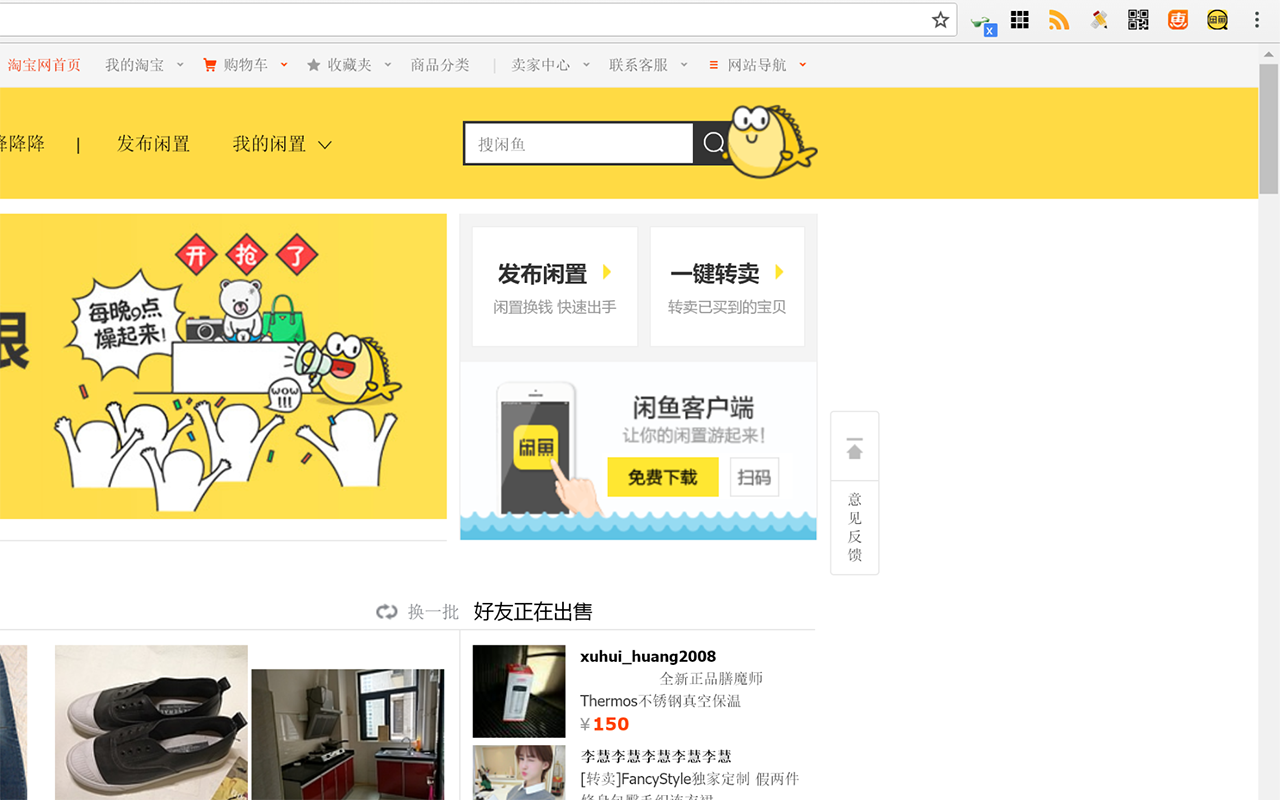 淘宝网首页 我的淘宝 购物车 收藏夹 商品分类 | 卖家中心 联系客服 网站导航
降降 | 发布闲置 我的闲置
搜闲鱼
开抢了
每晚9点
操起来!
WOW
!!!
发布闲置
闲置换钱 快速出手
一键转卖
转卖已买到的宝贝
闲鱼
闲鱼客户端
让你的闲置游起来!
免费下载 扫码
意
见
反
馈
换一批
好友正在出售
xuhui_huang2008
全新正品膳魔师
Thermos不锈钢真空保温
¥150
李慧李慧李慧李慧李慧
[转卖]FancyStyle独家定制 假两件